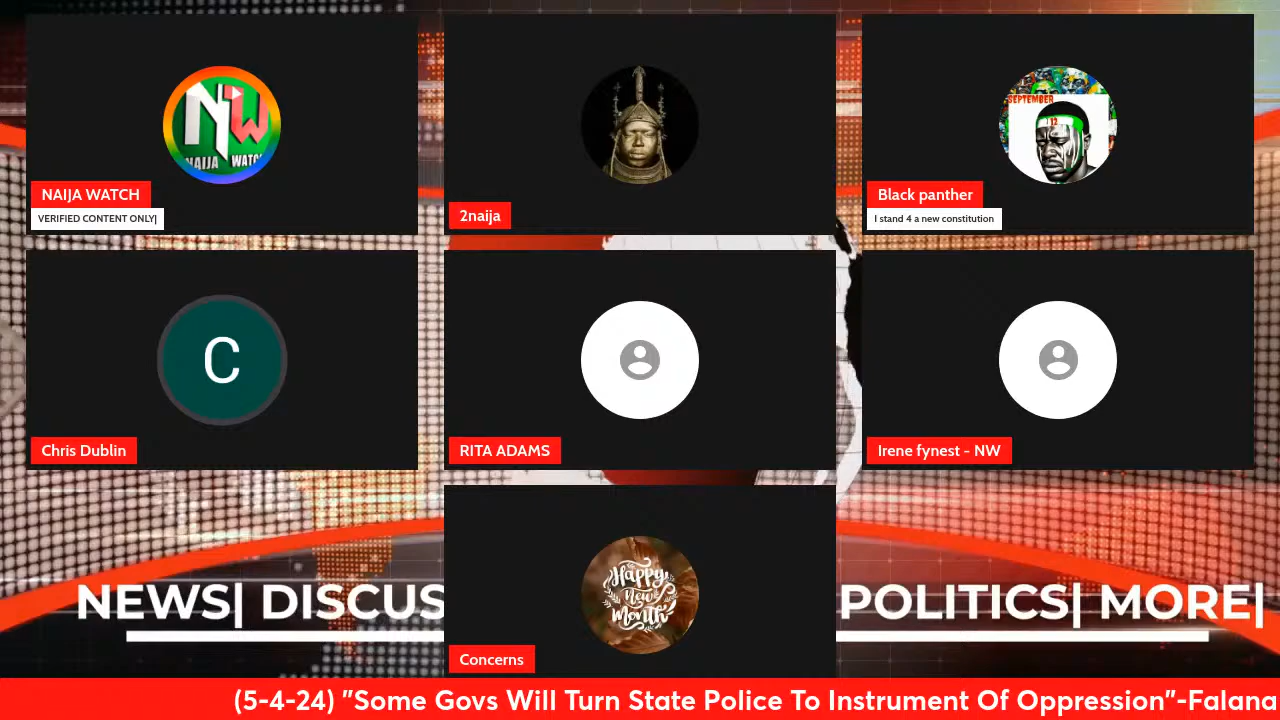 NW
NAIJA WATCH
NAIJA WATCH
VERIFIED CONTENT ONLY|
2naija
SEPTEMBER
12
Black panther
I stand 4 a new constitution
C
Chris Dublin
RITA ADAMS
Irene fynest - NW
Happy
New
Month
Concerns
NEWS| DISCUS
POLITICS| MORE|
(5-4-24) "Some Govs Will Turn State Police To Instrument Of Oppression"-Falana